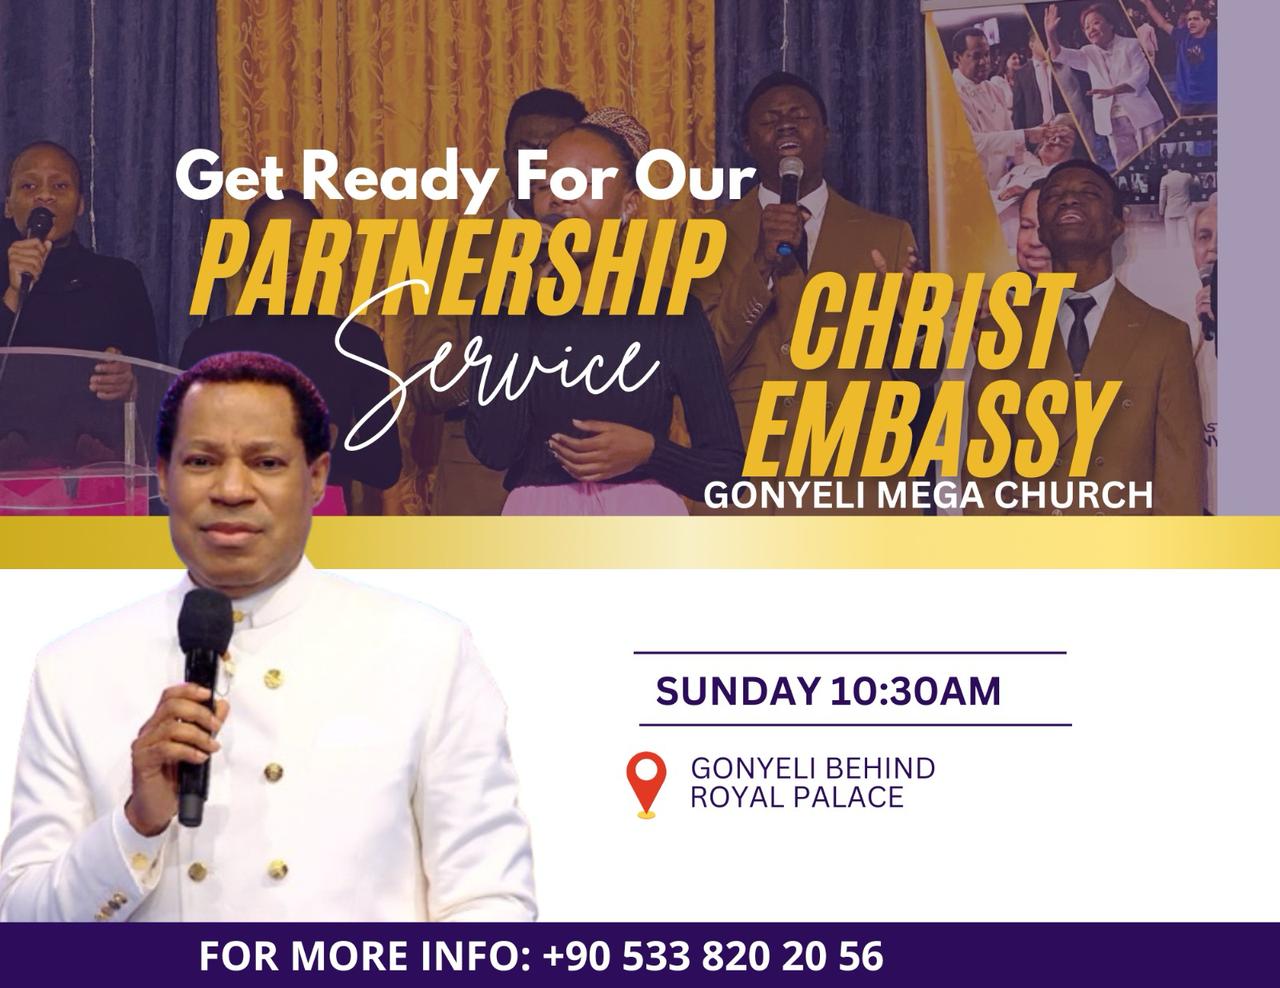 Get Ready For Our
PARTNERSHIP
Service
CHRIST
EMBASSY
GONYELI MEGA CHURCH
SUNDAY 10:30AM
GONYELI BEHIND
ROYAL PALACE
FOR MORE INFO: +90 533 820 20 56